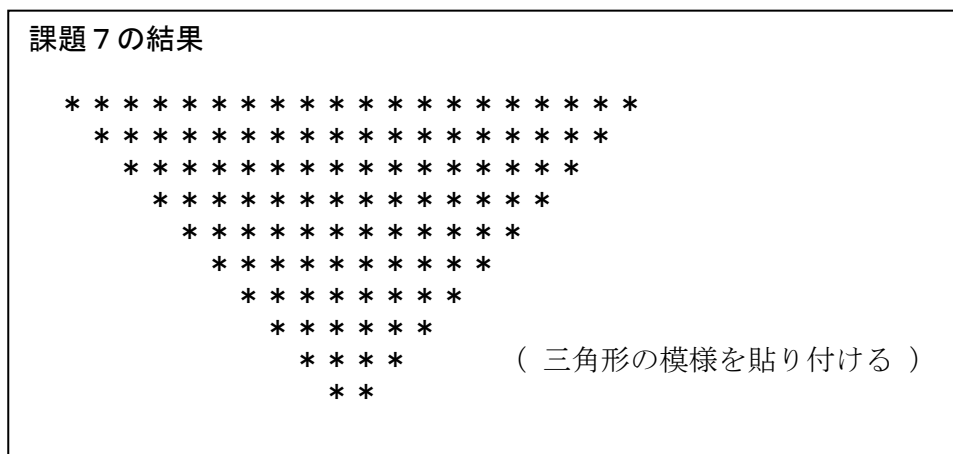 課題７の結果
* * * * * * * * * * * * * * * * * * * *
* * * * * * * * * * * * * * * * * *
* * * * * * * * * * * * * * * *
* * * * * * * * * * * * * *
* * * * * * * * * * * *
* * * * * * * * * *
* * * * * * * *
* * * * * *
* * * * （ 三角形の模様を貼り付ける ）
* *